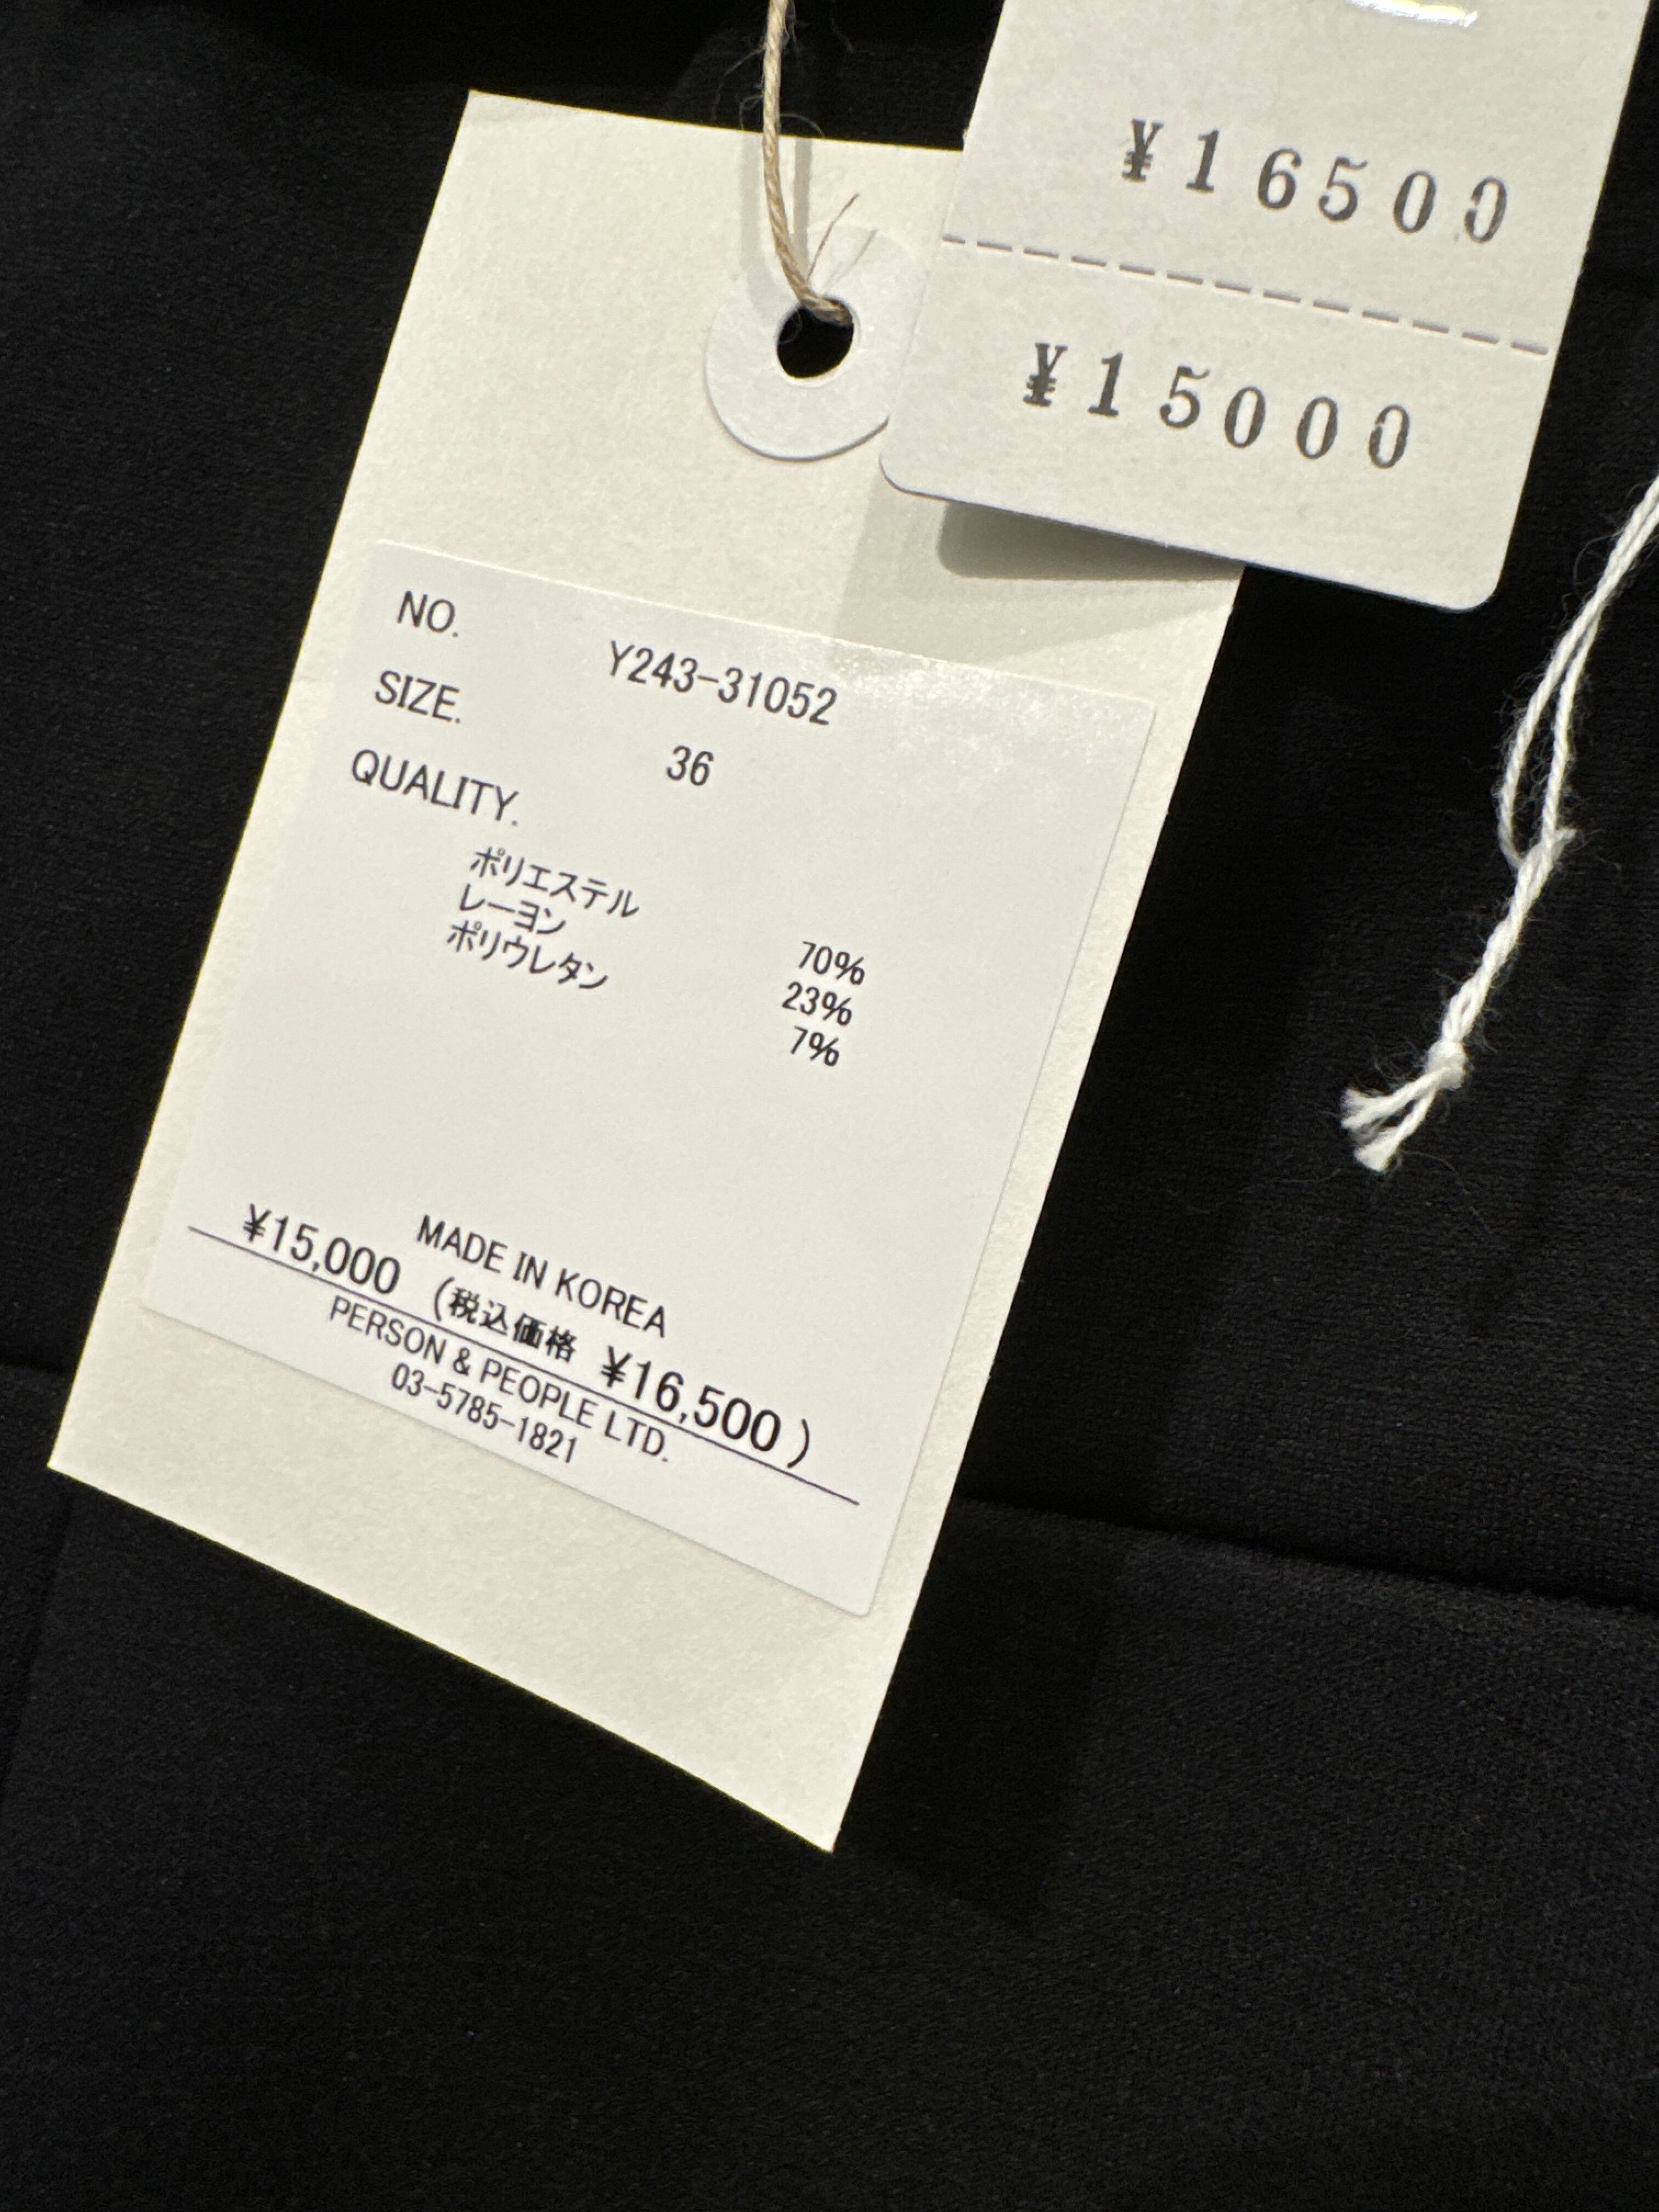 ¥16500
¥15000
NO. Y243-31052
SIZE. 36
QUALITY.
ポリエステル 70%
レーヨン 23%
ポリウレタン 7%
MADE IN KOREA
¥15,000 (税込価格 ¥16,500)
PERSON & PEOPLE LTD.
03-5785-1821